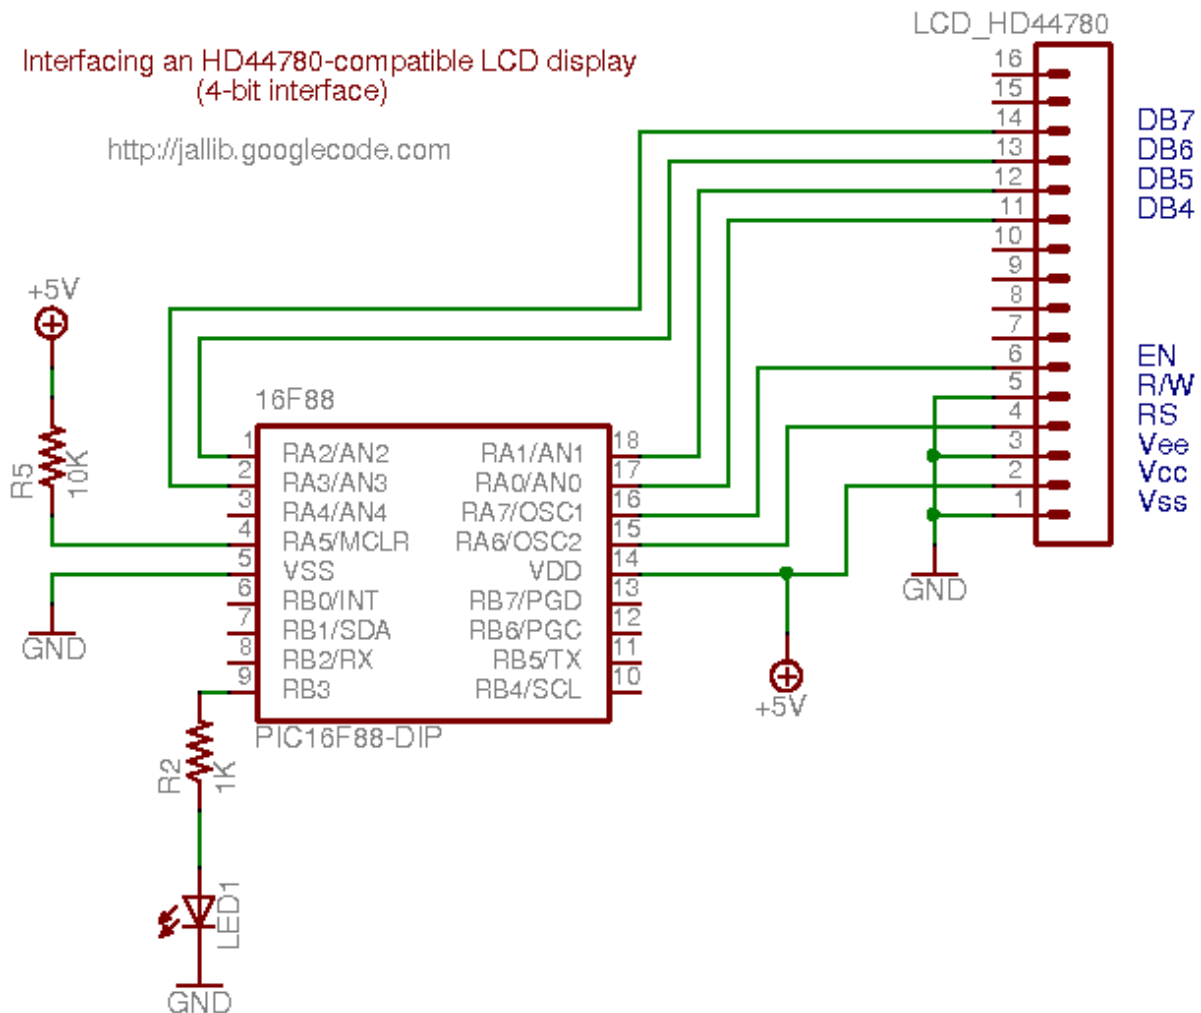 LCD_HD44780
Interfacing an HD44780-compatible LCD display
(4-bit interface)
http://jallib.googlecode.com
16
15
14 DB7
13 DB6
12 DB5
11 DB4
10
9
8
7
6 EN
5 R/W
4 RS
3 Vee
2 Vcc
1 Vss
GND
+5V
R5
10K
16F88
1 RA2/AN2 RA1/AN1 18
2 RA3/AN3 RA0/AN0 17
3 RA4/AN4 RA7/OSC1 16
4 RA5/MCLR RA6/OSC2 15
5 VSS VDD 14
6 RB0/INT RB7/PGD 13
7 RB1/SDA RB6/PGC 12
8 RB2/RX RB5/TX 11
9 RB3 RB4/SCL 10
PIC16F88-DIP
GND
+5V
R2
1K
LED1
GND